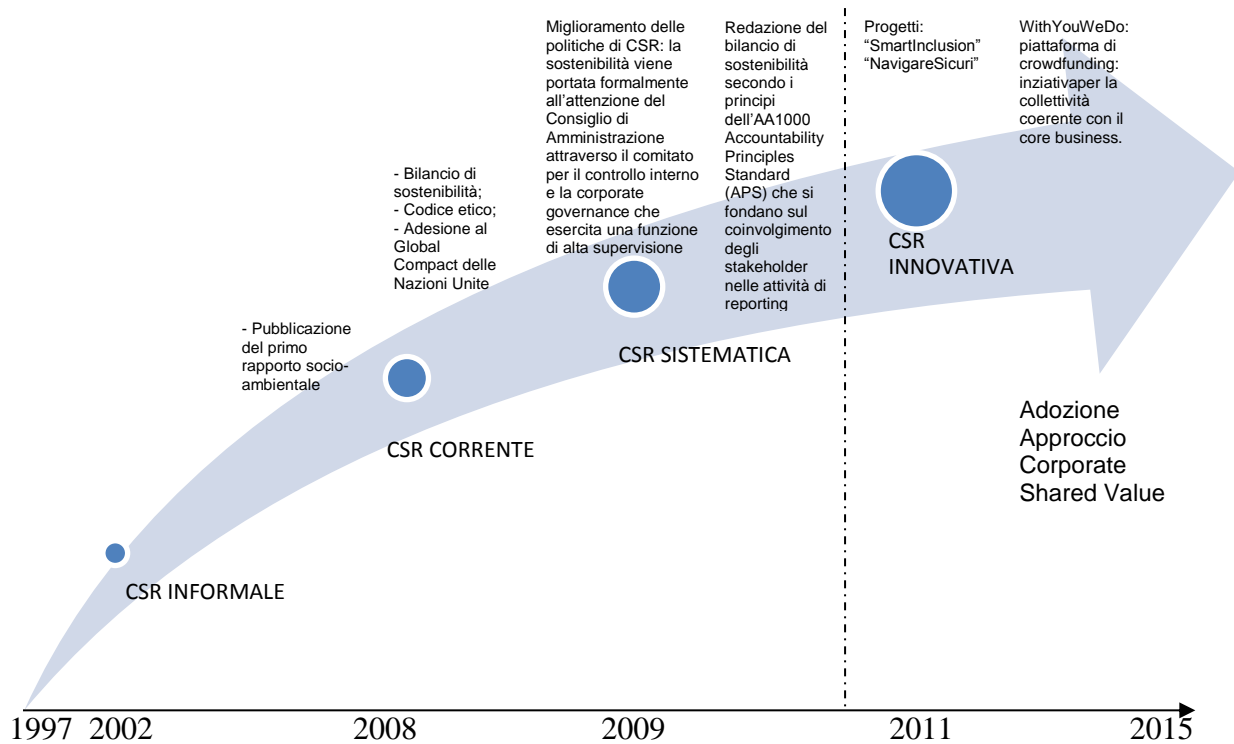 Miglioramento delle
politiche di CSR: la
sostenibilità viene
portata formalmente
all'attenzione del
Consiglio di
Amministrazione
attraverso il comitato
per il controllo interno
e la corporate
governance che
esercita una funzione
di alta supervisione
Redazione del
bilancio di
sostenibilità
secondo i
principi
dell'AA1000
Accountability
Principles
Standard
(APS) che si
fondano sul
coinvolgimento
degli
stakeholder
nelle attività di
reporting
Progetti:
“SmartInclusion”
“NavigareSicuri”
WithYouWeDo:
piattaforma di
crowdfunding:
inziativaper la
collettività
coerente con il
core business.
- Bilancio di
sostenibilità;
- Codice etico;
- Adesione al
Global
Compact delle
Nazioni Unite
- Pubblicazione
del primo
rapporto socio-
ambientale
CSR
INNOVATIVA
CSR SISTEMATICA
CSR CORRENTE
CSR INFORMALE
Adozione
Approccio
Corporate
Shared Value
1997 2002 2008 2009 2011 2015